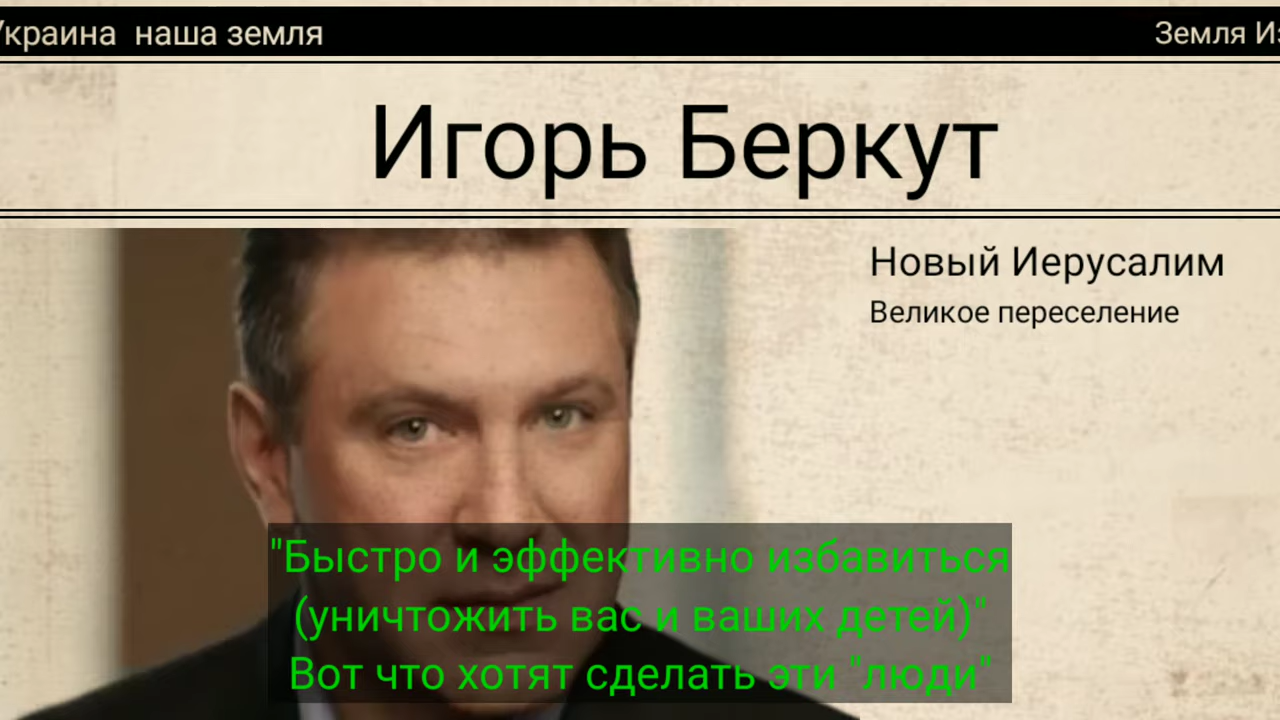 Украина наша земля
Земля Из
Игорь Беркут
Новый Иерусалим
Великое переселение
"Быстро и эффективно избавиться
(уничтожить вас и ваших детей)"
Вот что хотят сделать эти "люди"